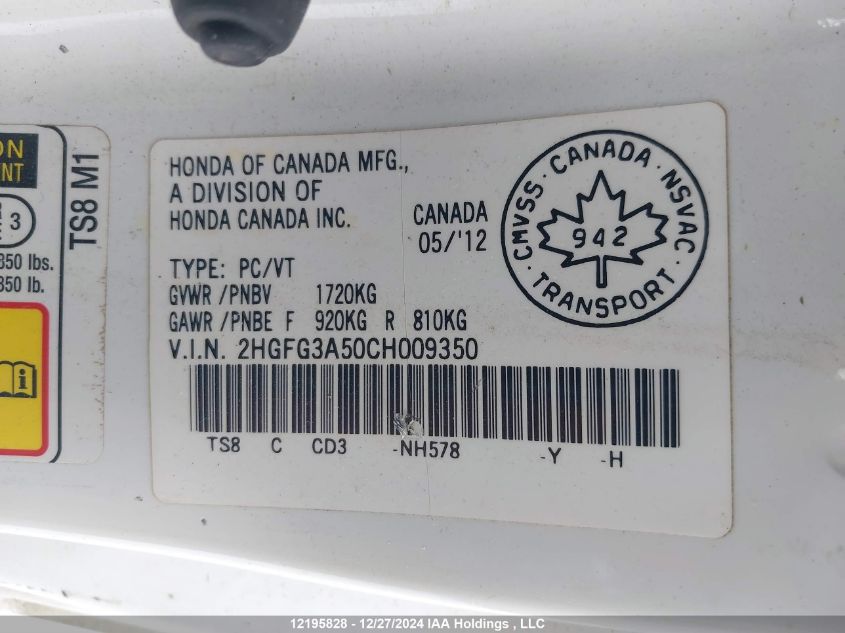 ON
NT
3
850 lbs.
850 lb.
TS8 M1
HONDA OF CANADA MFG.,
A DIVISION OF
HONDA CANADA INC.
CANADA
05/'12
CMVSS · CANADA · NSVAC · TRANSPORT ·
942
TYPE: PC/VT
GVWR /PNBV 1720KG
GAWR /PNBE F 920KG R 810KG
V.I.N. 2HGFG3A50CH009350
TS8 C CD3 -NH578 -Y -H
12195828 - 12/27/2024 IAA Holdings , LLC